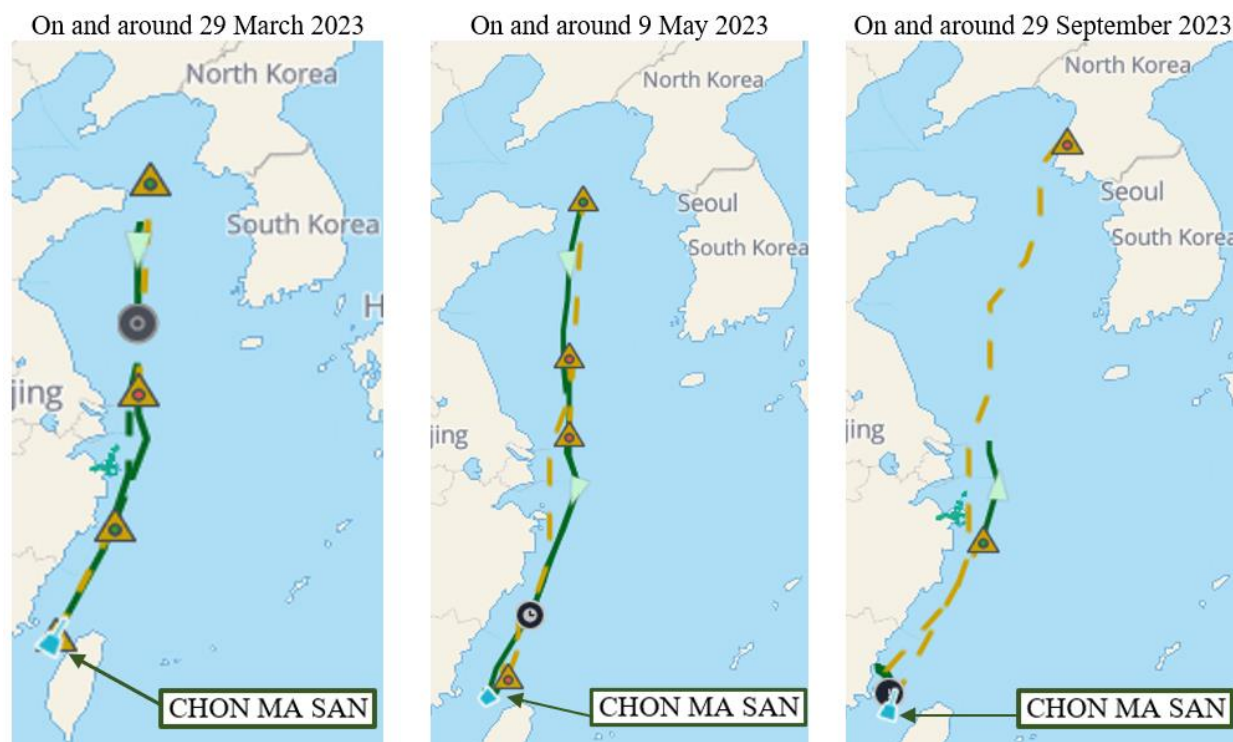 On and around 29 March 2023
On and around 9 May 2023
On and around 29 September 2023
North Korea
South Korea
H
jing
CHON MA SAN
North Korea
Seoul
South Korea
jing
CHON MA SAN
North Korea
Seoul
South Korea
jing
CHON MA SAN